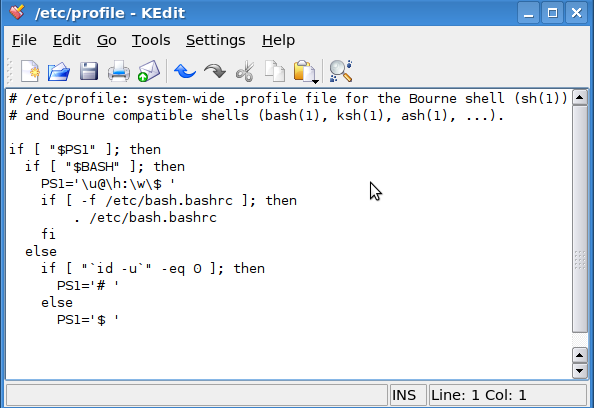 /etc/profile - KEdit
File Edit Go Tools Settings Help
# /etc/profile: system-wide .profile file for the Bourne shell (sh(1))
# and Bourne compatible shells (bash(1), ksh(1), ash(1), ...).
if [ "$PS1" ]; then
  if [ "$BASH" ]; then
    PS1='\u@\h:\w\$ '
    if [ -f /etc/bash.bashrc ]; then
        . /etc/bash.bashrc
    fi
  else
    if [ "`id -u`" -eq 0 ]; then
      PS1='# '
    else
      PS1='$ '
INS Line: 1 Col: 1